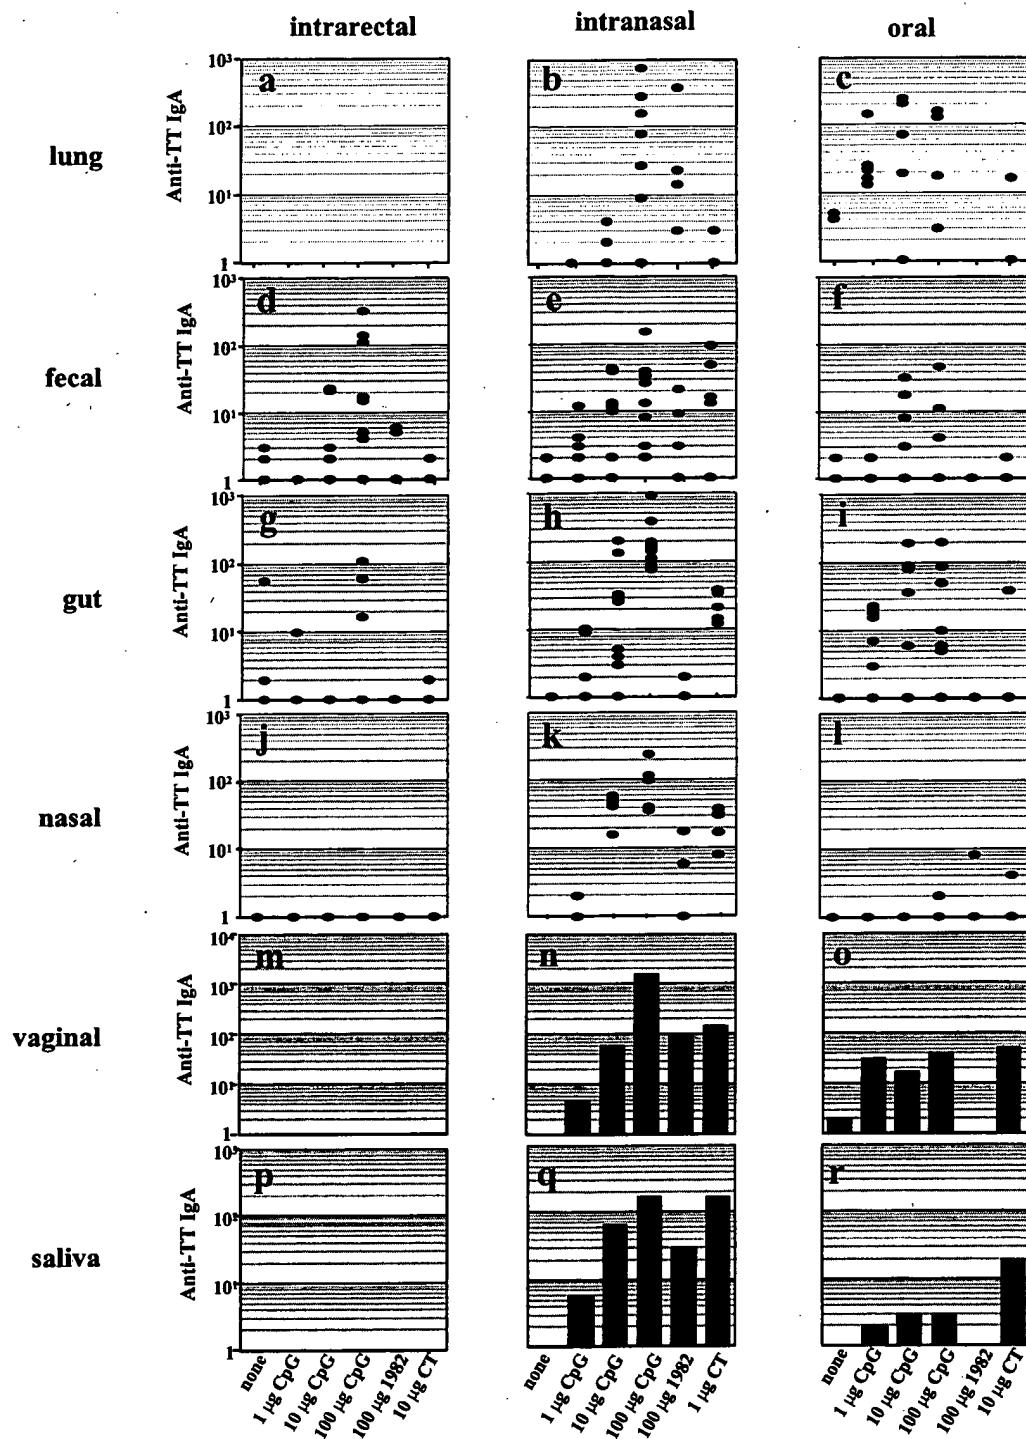 intrarectal intranasal oral
lung Anti-TT IgA 10³ 10² 10¹ 1 a b c
fecal Anti-TT IgA 10³ 10² 10¹ 1 d e f
gut Anti-TT IgA 10³ 10² 10¹ 1 g h i
nasal Anti-TT IgA 10³ 10² 10¹ 1 j k l
vaginal Anti-TT IgA 10⁴ 10³ 10² 10¹ 1 m n o
saliva Anti-TT IgA 10³ 10² 10¹ 1 p q r
none 1 µg CpG 10 µg CpG 100 µg CpG 100 µg 1982 10 µg CT
none 1 µg CpG 10 µg CpG 100 µg CpG 100 µg 1982 1 µg CT
none 1 µg CpG 10 µg CpG 100 µg CpG 100 µg 1982 10 µg CT